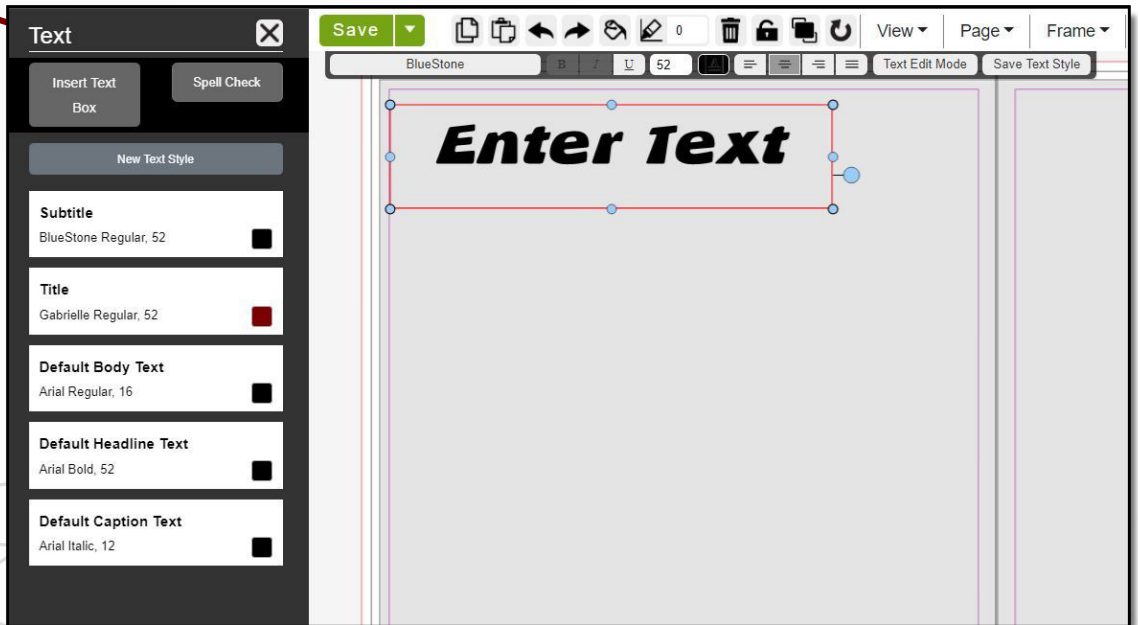 Text
Insert Text
Box
Spell Check
New Text Style
Subtitle
BlueStone Regular, 52
Title
Gabrielle Regular, 52
Default Body Text
Arial Regular, 16
Default Headline Text
Arial Bold, 52
Default Caption Text
Arial Italic, 12
Save 0 View Page Frame
BlueStone B I U 52 A Text Edit Mode Save Text Style
Enter Text